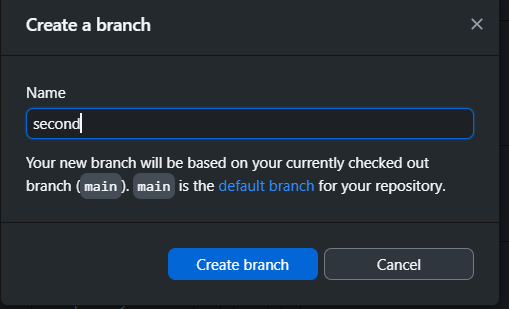 Create a branch
Name
second
Your new branch will be based on your currently checked out
branch (main). main is the default branch for your repository.
Create branch
Cancel